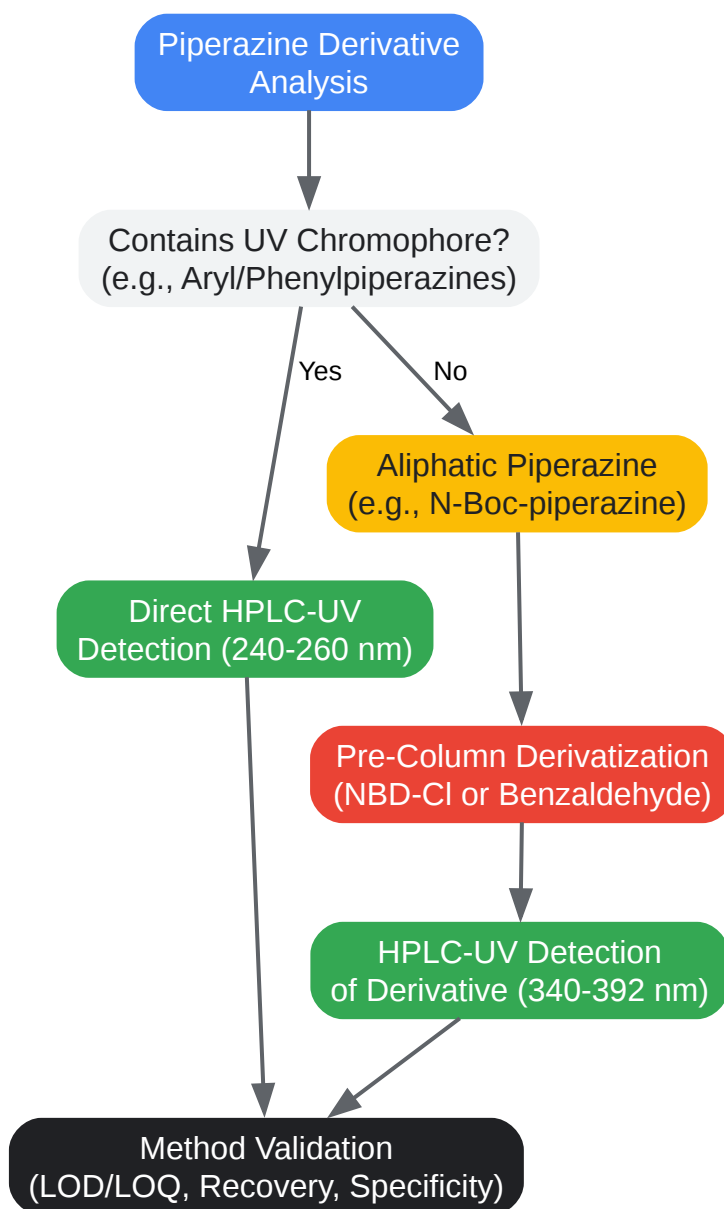 Piperazine Derivative
Analysis
Contains UV Chromophore?
(e.g., Aryl/Phenylpiperazines)
Yes
No
Aliphatic Piperazine
(e.g., N-Boc-piperazine)
Direct HPLC-UV
Detection (240-260 nm)
Pre-Column Derivatization
(NBD-Cl or Benzaldehyde)
HPLC-UV Detection
of Derivative (340-392 nm)
Method Validation
(LOD/LOQ, Recovery, Specificity)